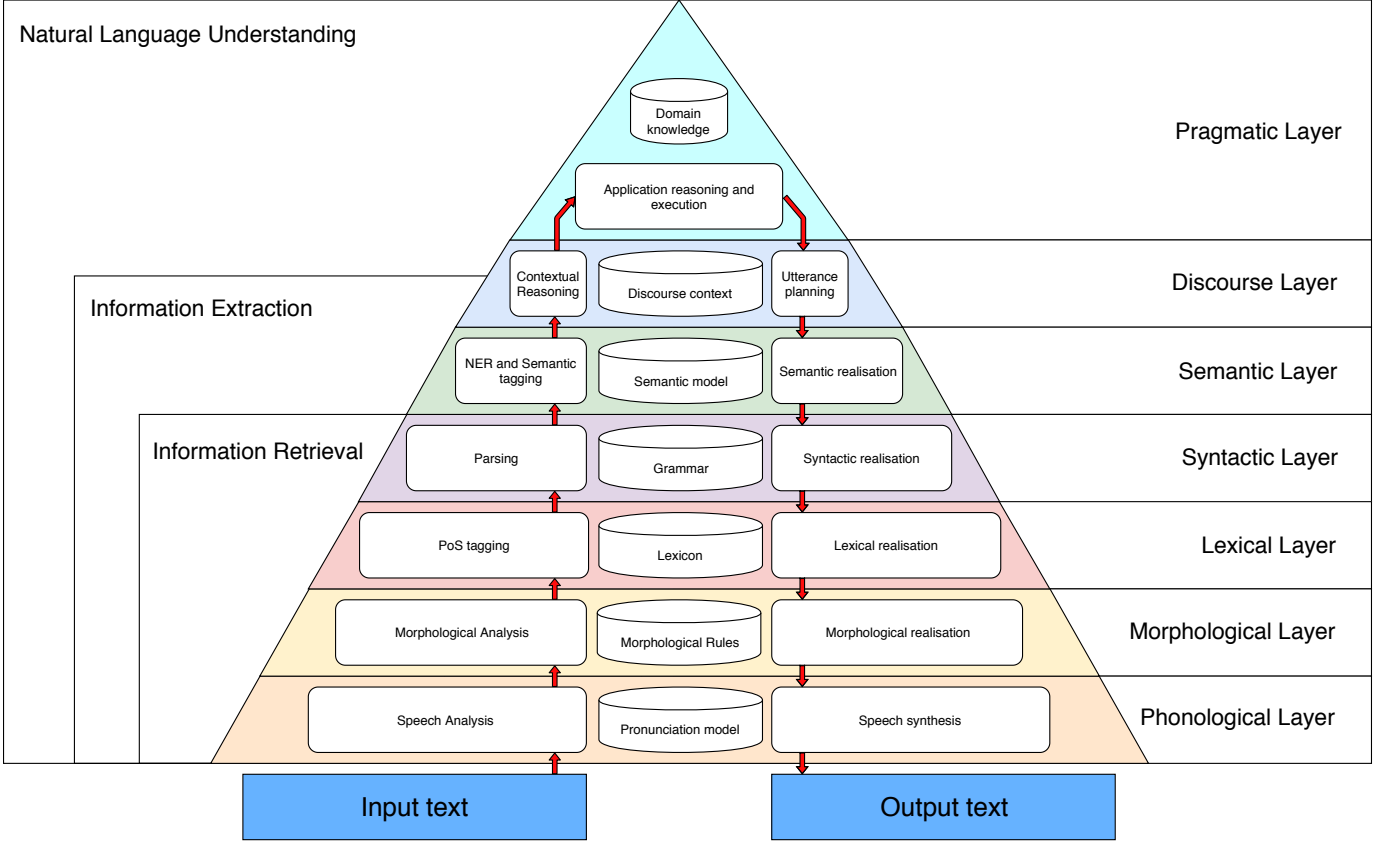 Natural Language Understanding
Domain
knowledge
Pragmatic Layer
Application reasoning and
execution
Contextual
Reasoning
Discourse context
Utterance
planning
Discourse Layer
Information Extraction
NER and Semantic
tagging
Semantic model
Semantic realisation
Semantic Layer
Information Retrieval
Parsing
Grammar
Syntactic realisation
Syntactic Layer
PoS tagging
Lexicon
Lexical realisation
Lexical Layer
Morphological Analysis
Morphological Rules
Morphological realisation
Morphological Layer
Speech Analysis
Pronunciation model
Speech synthesis
Phonological Layer
Input text
Output text